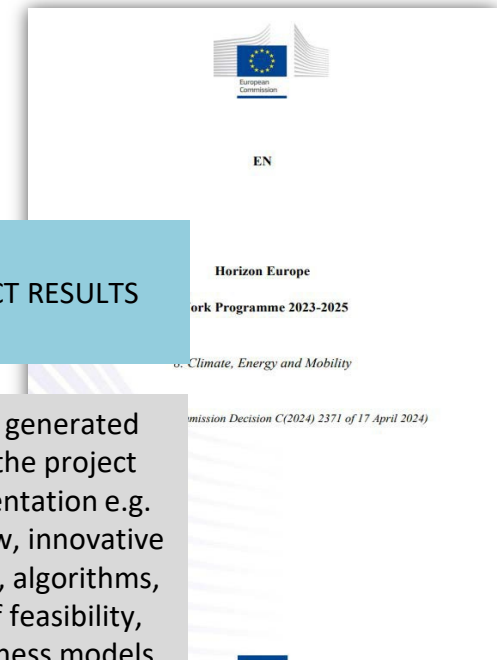 European
Commission
EN
Horizon Europe
CT RESULTS
ork Programme 2023-2025
Climate, Energy and Mobility
generated
mission Decision C(2024) 2371 of 17 April 2024)
the project
entation e.g.
w, innovative
, algorithms,
f feasibility,
ness models